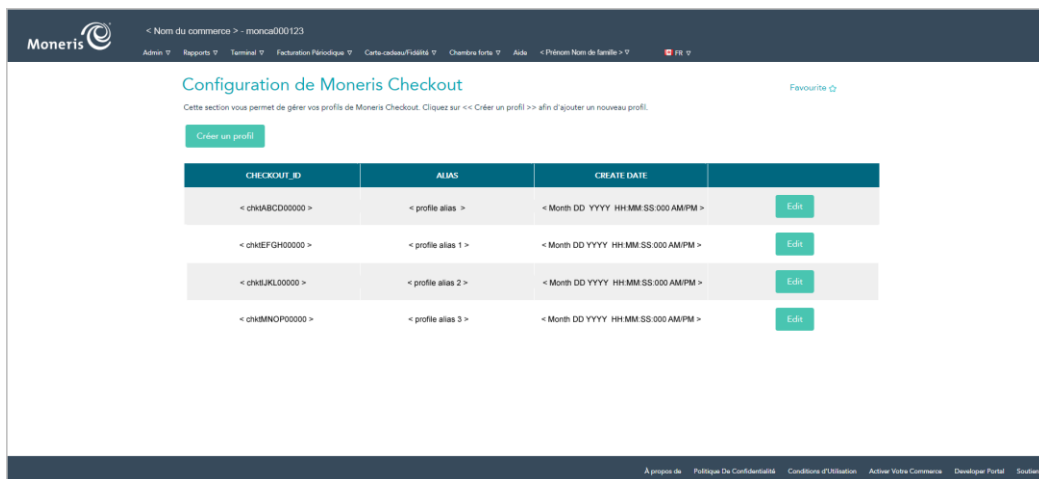 Moneris
< Nom du commerce > - monca000123
Admin ▽ Rapports ▽ Terminal ▽ Facturation Périodique ▽ Carte-cadeau/Fidélité ▽ Chambre forte ▽ Aide < Prénom Nom de famille > ▽ FR ▽
Configuration de Moneris Checkout
Favourite ☆
Cette section vous permet de gérer vos profils de Moneris Checkout. Cliquez sur << Créer un profil >> afin d'ajouter un nouveau profil.
Créer un profil
CHECKOUT_ID ALIAS CREATE DATE
< chktABCD00000 > < profile alias > < Month DD YYYY HH:MM:SS:000 AM/PM > Edit
< chktEFGH00000 > < profile alias 1 > < Month DD YYYY HH:MM:SS:000 AM/PM > Edit
< chktIJKL00000 > < profile alias 2 > < Month DD YYYY HH:MM:SS:000 AM/PM > Edit
< chktMNOP00000 > < profile alias 3 > < Month DD YYYY HH:MM:SS:000 AM/PM > Edit
À propos de Politique De Confidentialité Conditions d'Utilisation Activer Votre Commerce Developer Portal Soutien